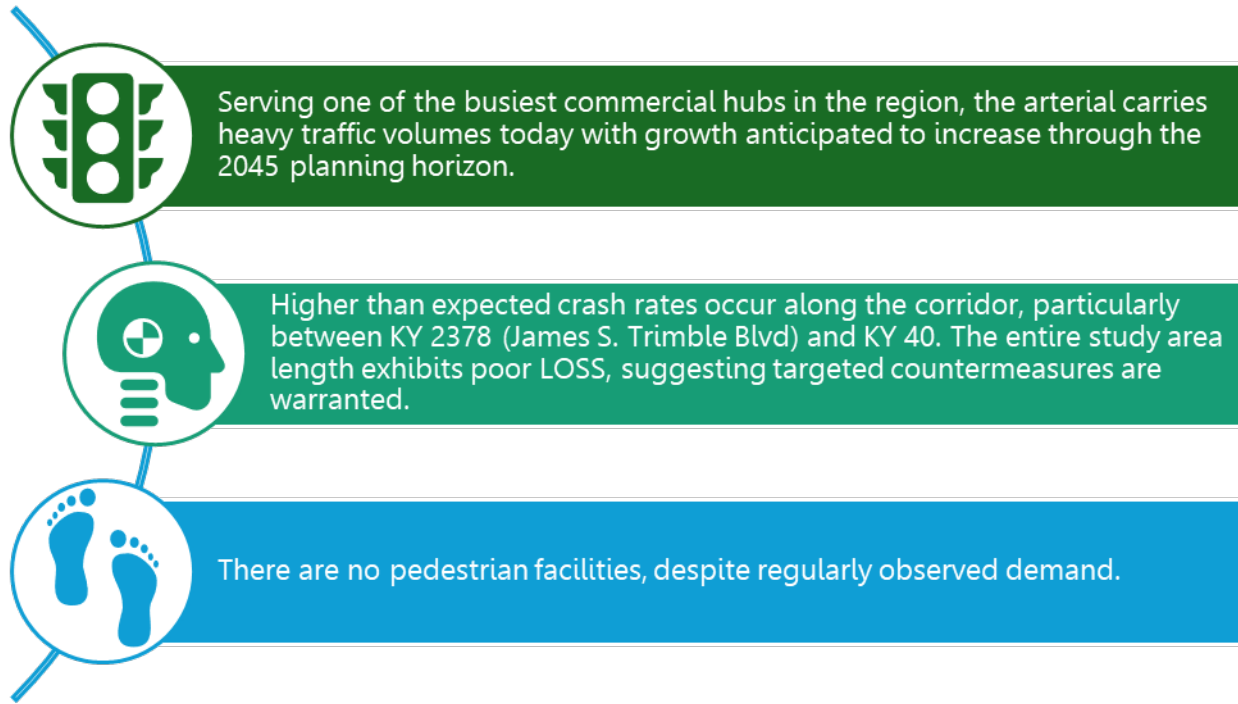 Serving one of the busiest commercial hubs in the region, the arterial carries
heavy traffic volumes today with growth anticipated to increase through the
2045 planning horizon.
Higher than expected crash rates occur along the corridor, particularly
between KY 2378 (James S. Trimble Blvd) and KY 40. The entire study area
length exhibits poor LOSS, suggesting targeted countermeasures are
warranted.
There are no pedestrian facilities, despite regularly observed demand.